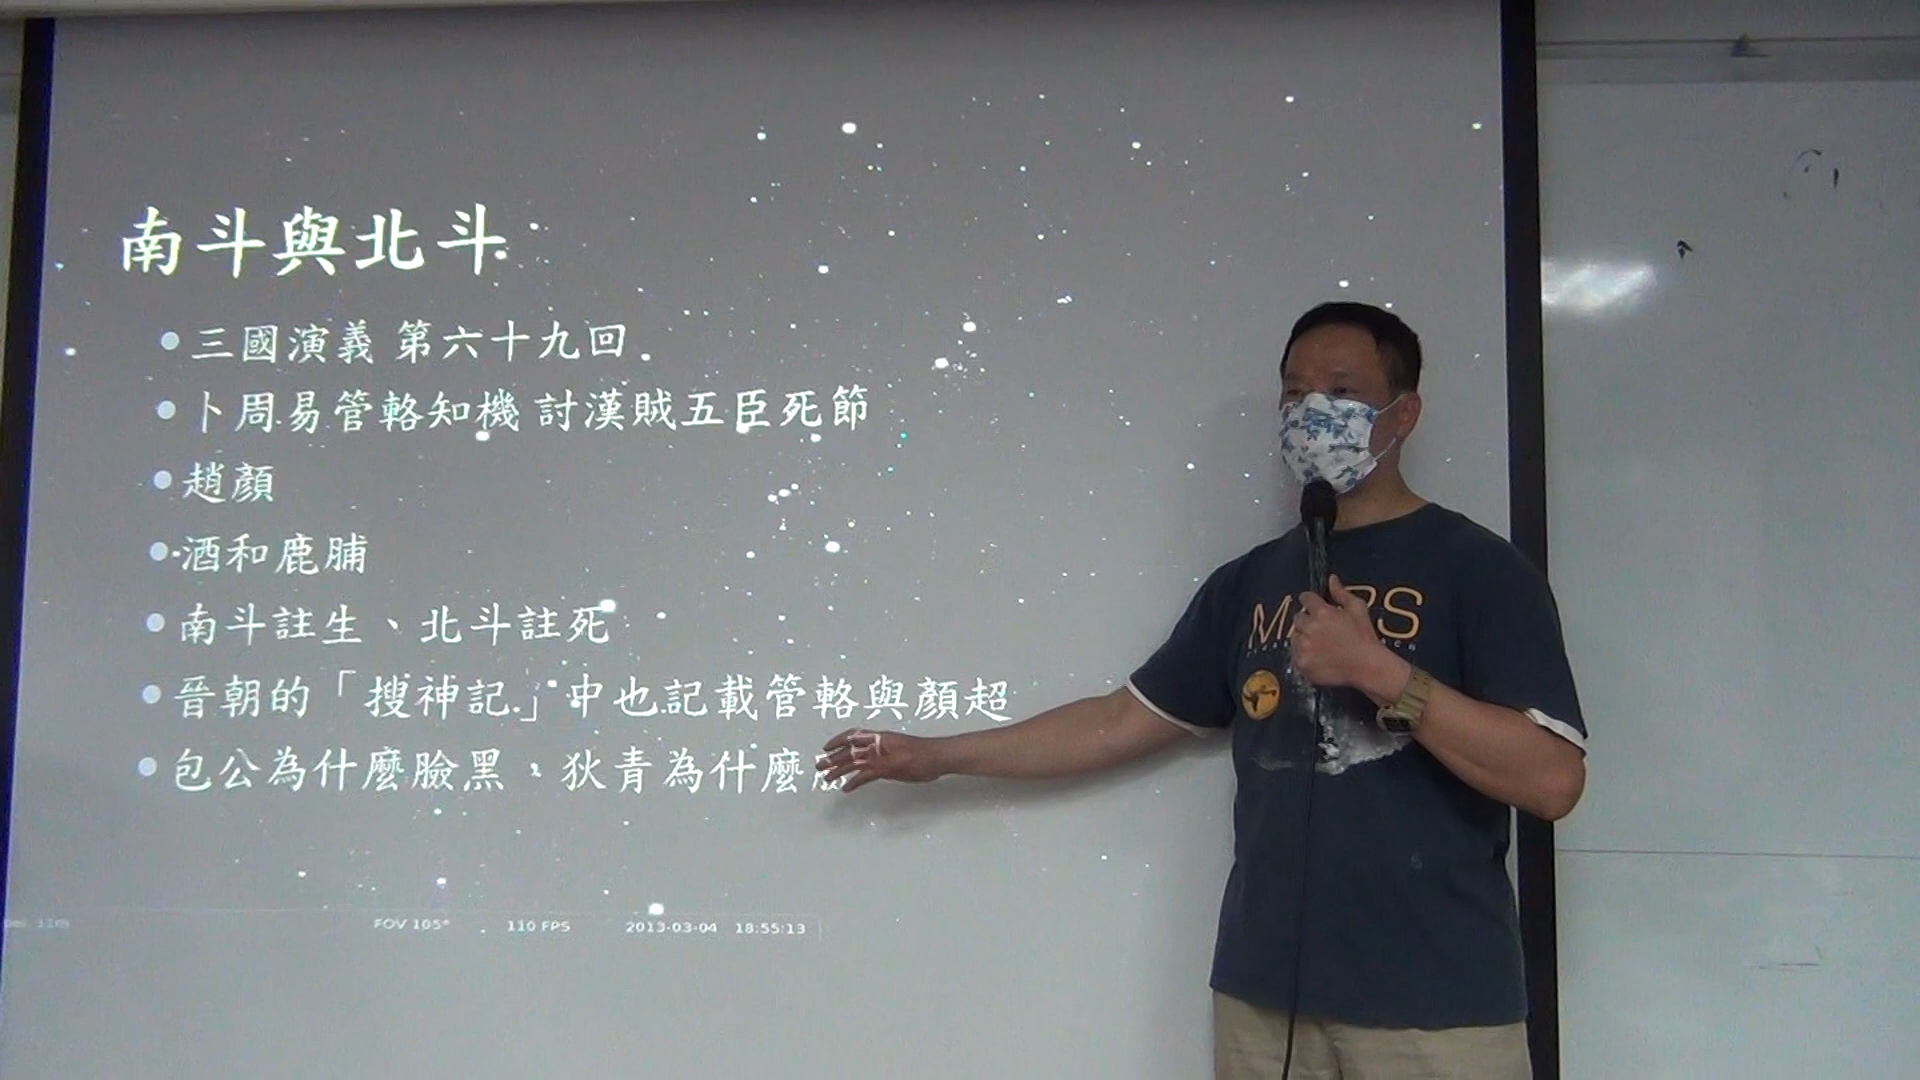 南斗與北斗
三國演義 第六十九回
卜周易管輅知機 討漢賊五臣死節
趙顏
酒和鹿脯
南斗註生、北斗註死
晉朝的「搜神記」中也記載管輅與顏超
包公為什麼臉黑，狄青為什麼
FOV 105° 110 FPS 2013-03-04 18:55:13